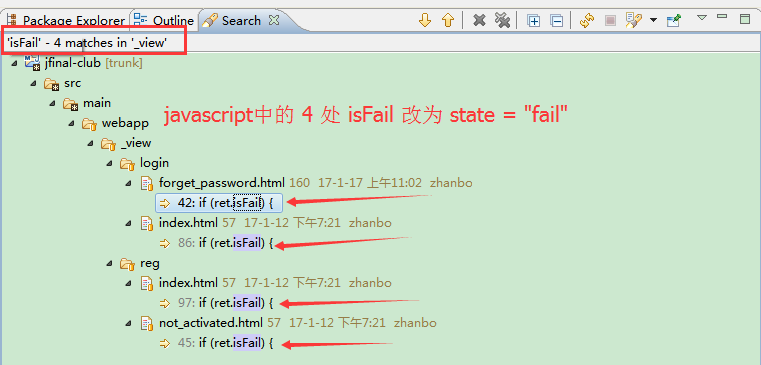 Package Explorer Outline Search
'isFail' - 4 matches in '_view'
jfinal-club [trunk]
src
main
javascript中的 4 处 isFail 改为 state = "fail"
webapp
_view
login
forget_password.html 160 17-1-17 上午11:02 zhanbo
42: if (ret.isFail) {
index.html 57 17-1-12 下午7:21 zhanbo
86: if (ret.isFail) {
reg
index.html 57 17-1-12 下午7:21 zhanbo
97: if (ret.isFail) {
not_activated.html 57 17-1-12 下午7:21 zhanbo
45: if (ret.isFail) {